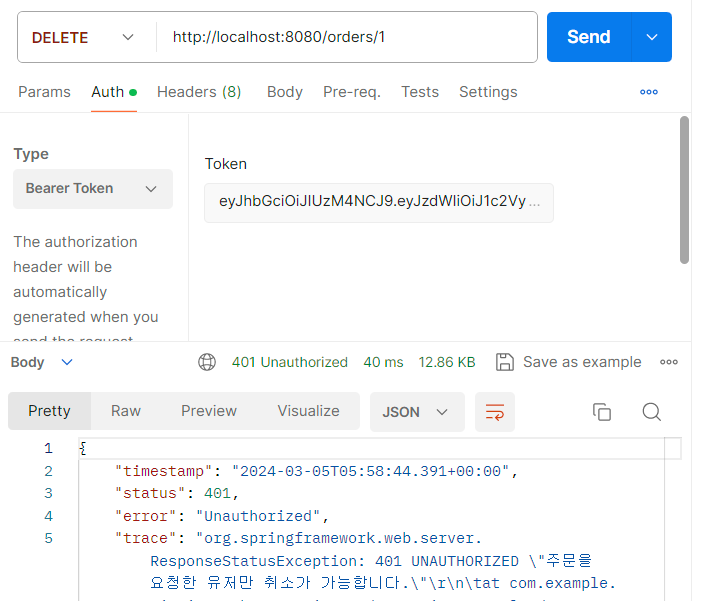 DELETE
http://localhost:8080/orders/1
Send
Params Auth Headers (8) Body Pre-req. Tests Settings
Type
Bearer Token
The authorization
header will be
automatically
generated when you
send the request
Token
eyJhbGciOiJIUzM4NCJ9.eyJzdWIiOiJ1c2Vy...
Body
401 Unauthorized 40 ms 12.86 KB Save as example
Pretty Raw Preview Visualize JSON
1 {
2 "timestamp": "2024-03-05T05:58:44.391+00:00",
3 "status": 401,
4 "error": "Unauthorized",
5 "trace": "org.springframework.web.server.
ResponseStatusException: 401 UNAUTHORIZED \"주문을
요청한 유저만 취소가 가능합니다.\"\r\n\tat com.example.